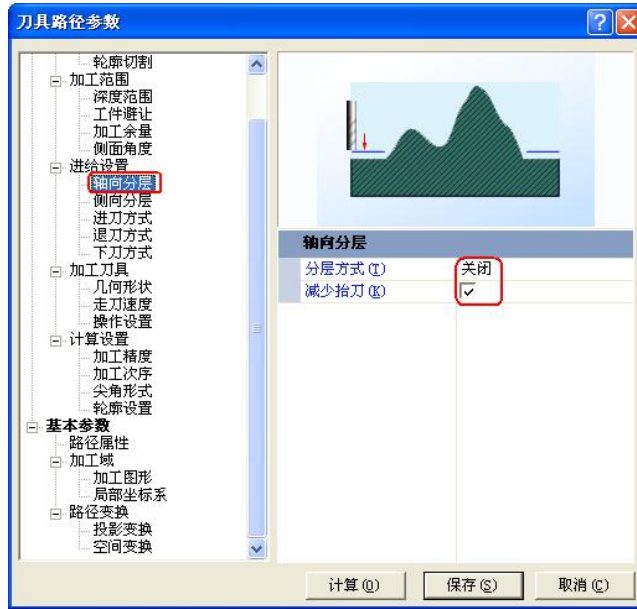 刀具路径参数
轮廓切割
加工范围
深度范围
工件避让
加工余量
侧面角度
进给设置
轴向分层
侧向分层
进刀方式
退刀方式
下刀方式
加工刀具
几何形状
走刀速度
操作设置
计算设置
加工精度
加工次序
尖角形式
轮廓设置
基本参数
路径属性
加工域
加工图形
局部坐标系
路径变换
投影变换
空间变换
轴向分层
分层方式(T) 关闭
减少抬刀(K)
计算(Q) 保存(S) 取消(C)